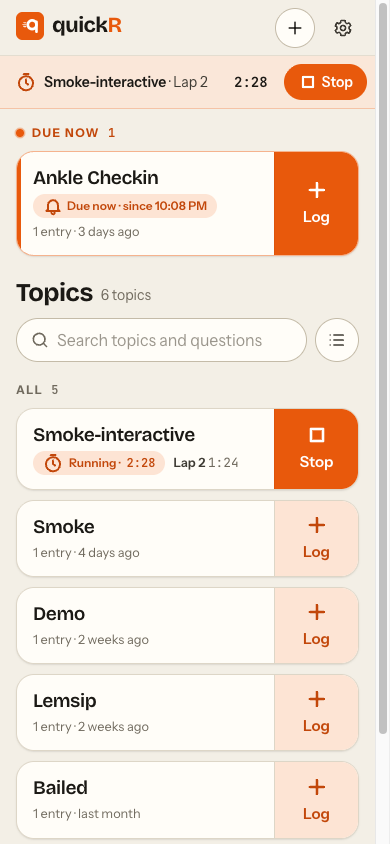 quickR
Smoke-interactive · Lap 2 2:28 Stop
DUE NOW 1
Ankle Checkin
Due now · since 10:08 PM
1 entry · 3 days ago
Log
Topics 6 topics
Search topics and questions
ALL 5
Smoke-interactive
Running · 2:28 Lap 2 1:24
Stop
Smoke
1 entry · 4 days ago
Log
Demo
1 entry · 2 weeks ago
Log
Lemsip
1 entry · 2 weeks ago
Log
Bailed
1 entry · last month
Log